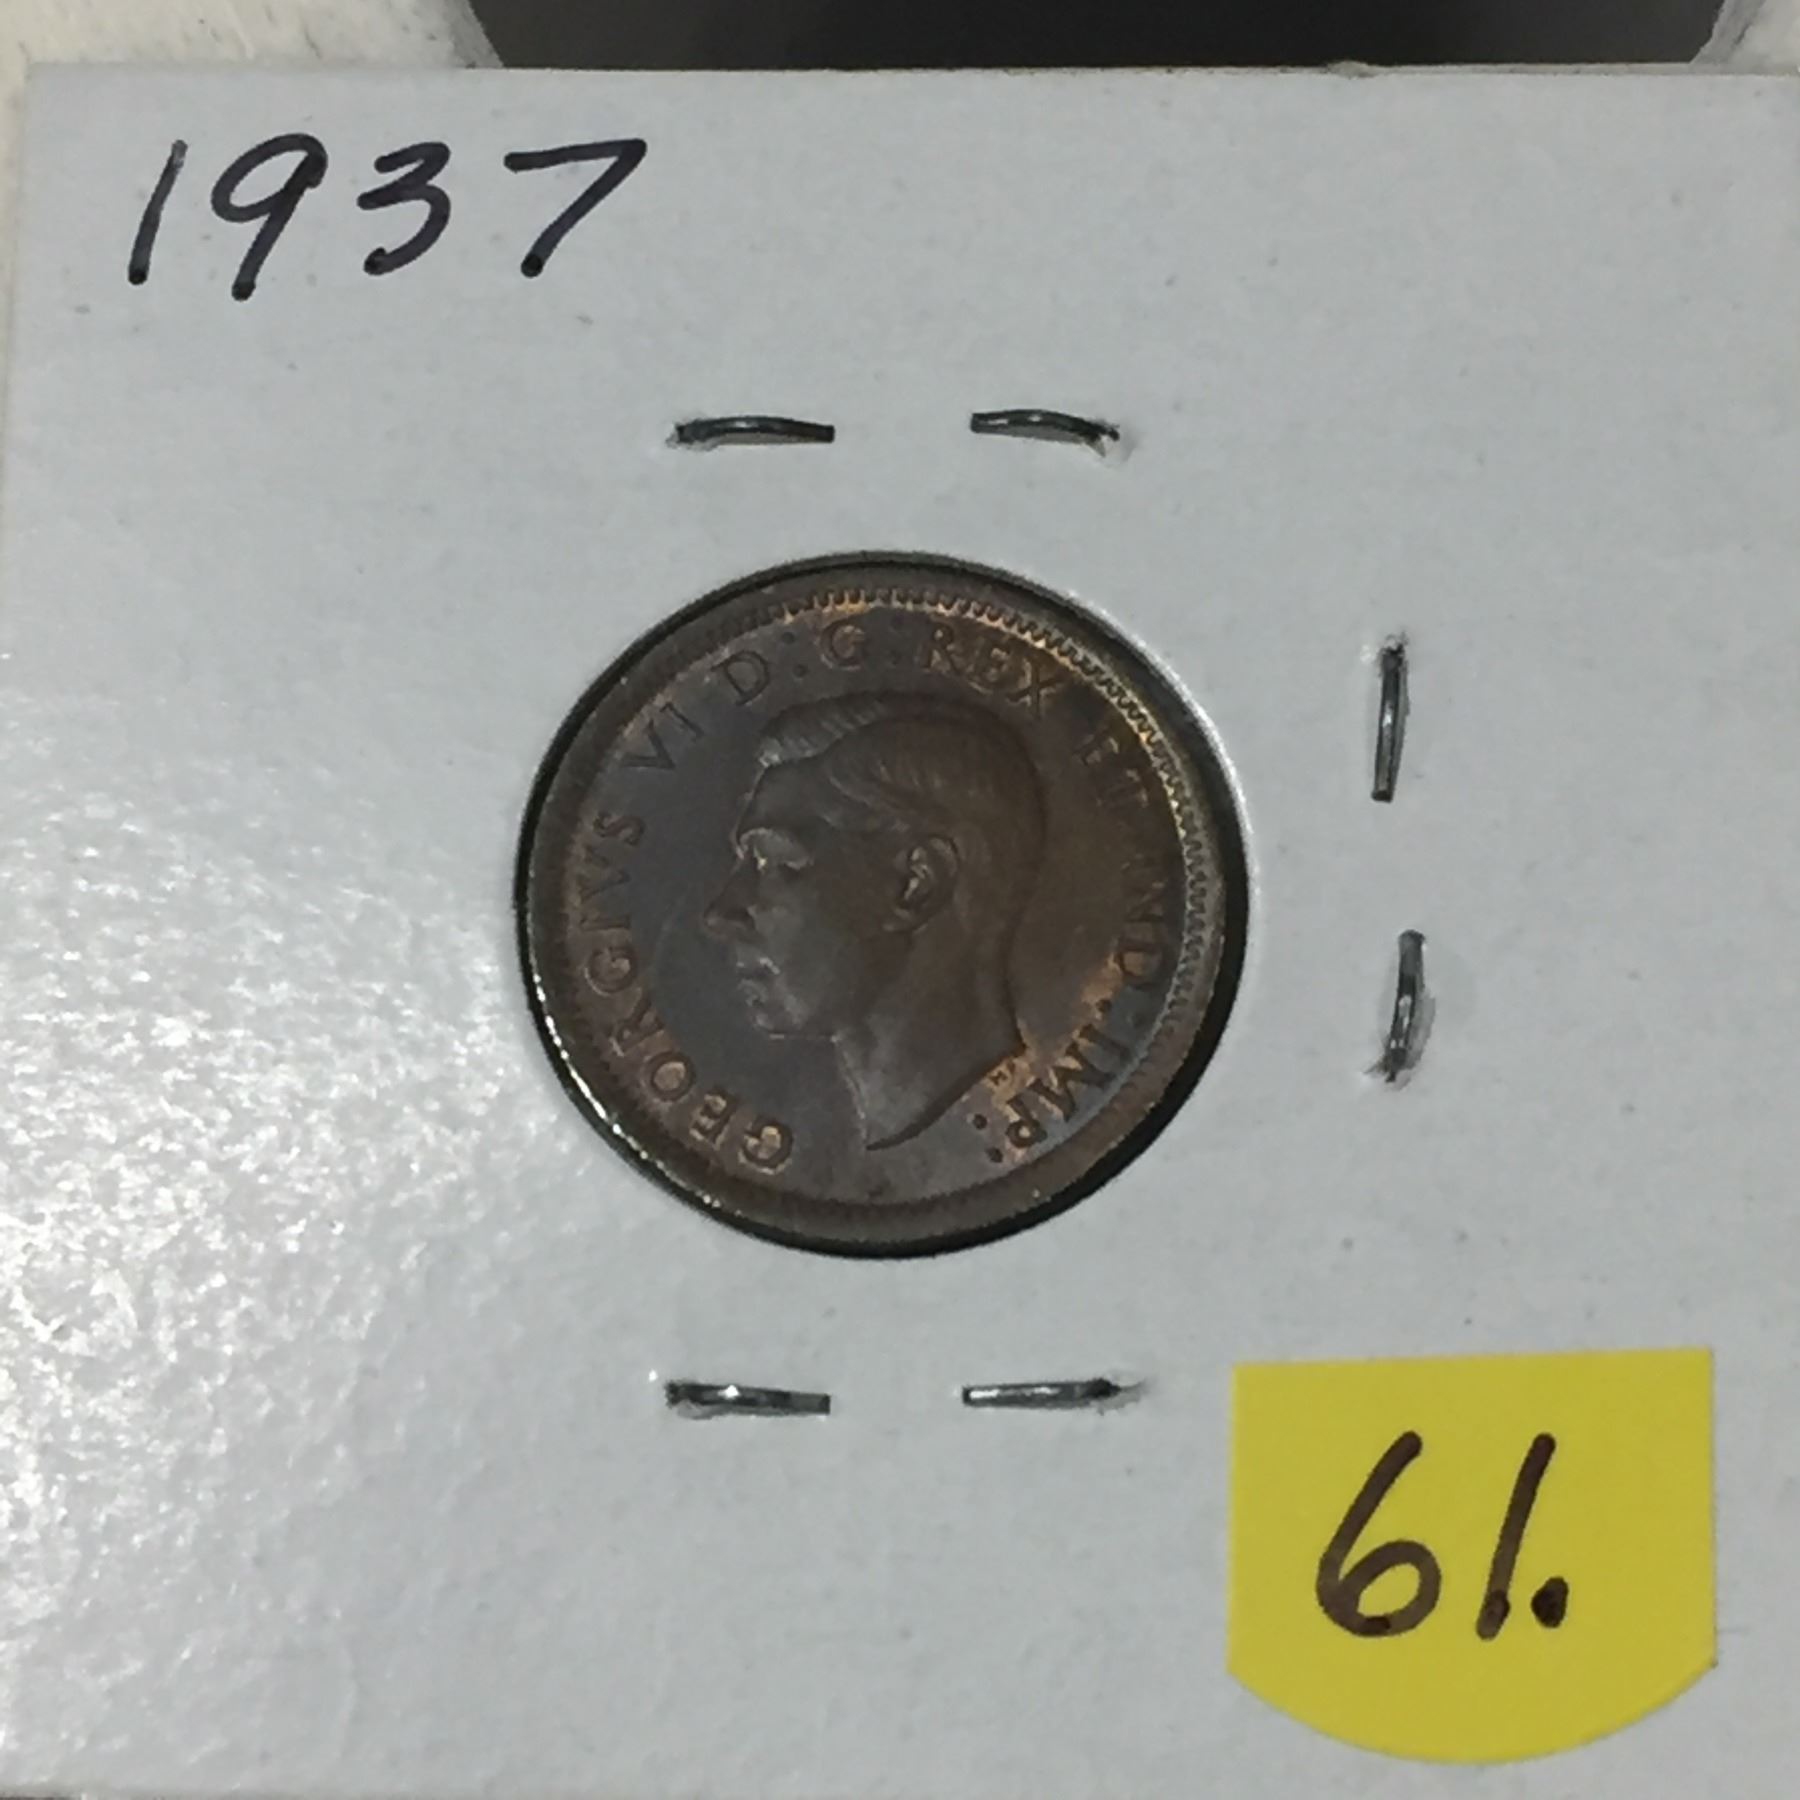 1937
GEORGIVS VI D:G:REX ET IND:IMP:
61.